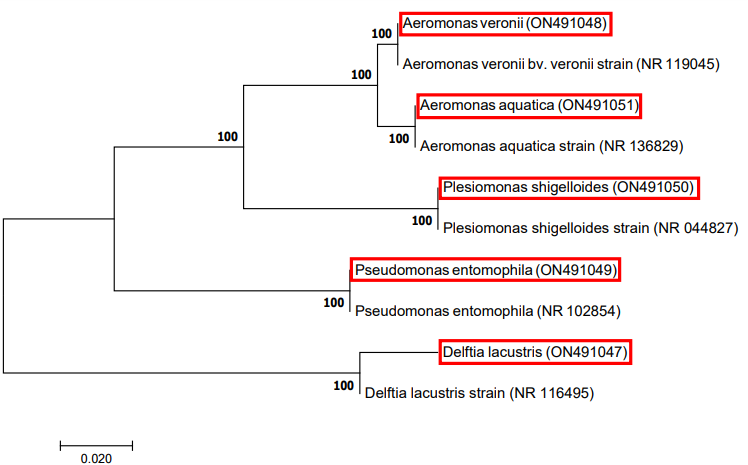 Aeromonas veronii (ON491048)
100
Aeromonas veronii bv. veronii strain (NR 119045)
100
Aeromonas aquatica (ON491051)
100
100
Aeromonas aquatica strain (NR 136829)
Plesiomonas shigelloides (ON491050)
100
Plesiomonas shigelloides strain (NR 044827)
Pseudomonas entomophila (ON491049)
100
Pseudomonas entomophila (NR 102854)
Delftia lacustris (ON491047)
100
Delftia lacustris strain (NR 116495)
0.020